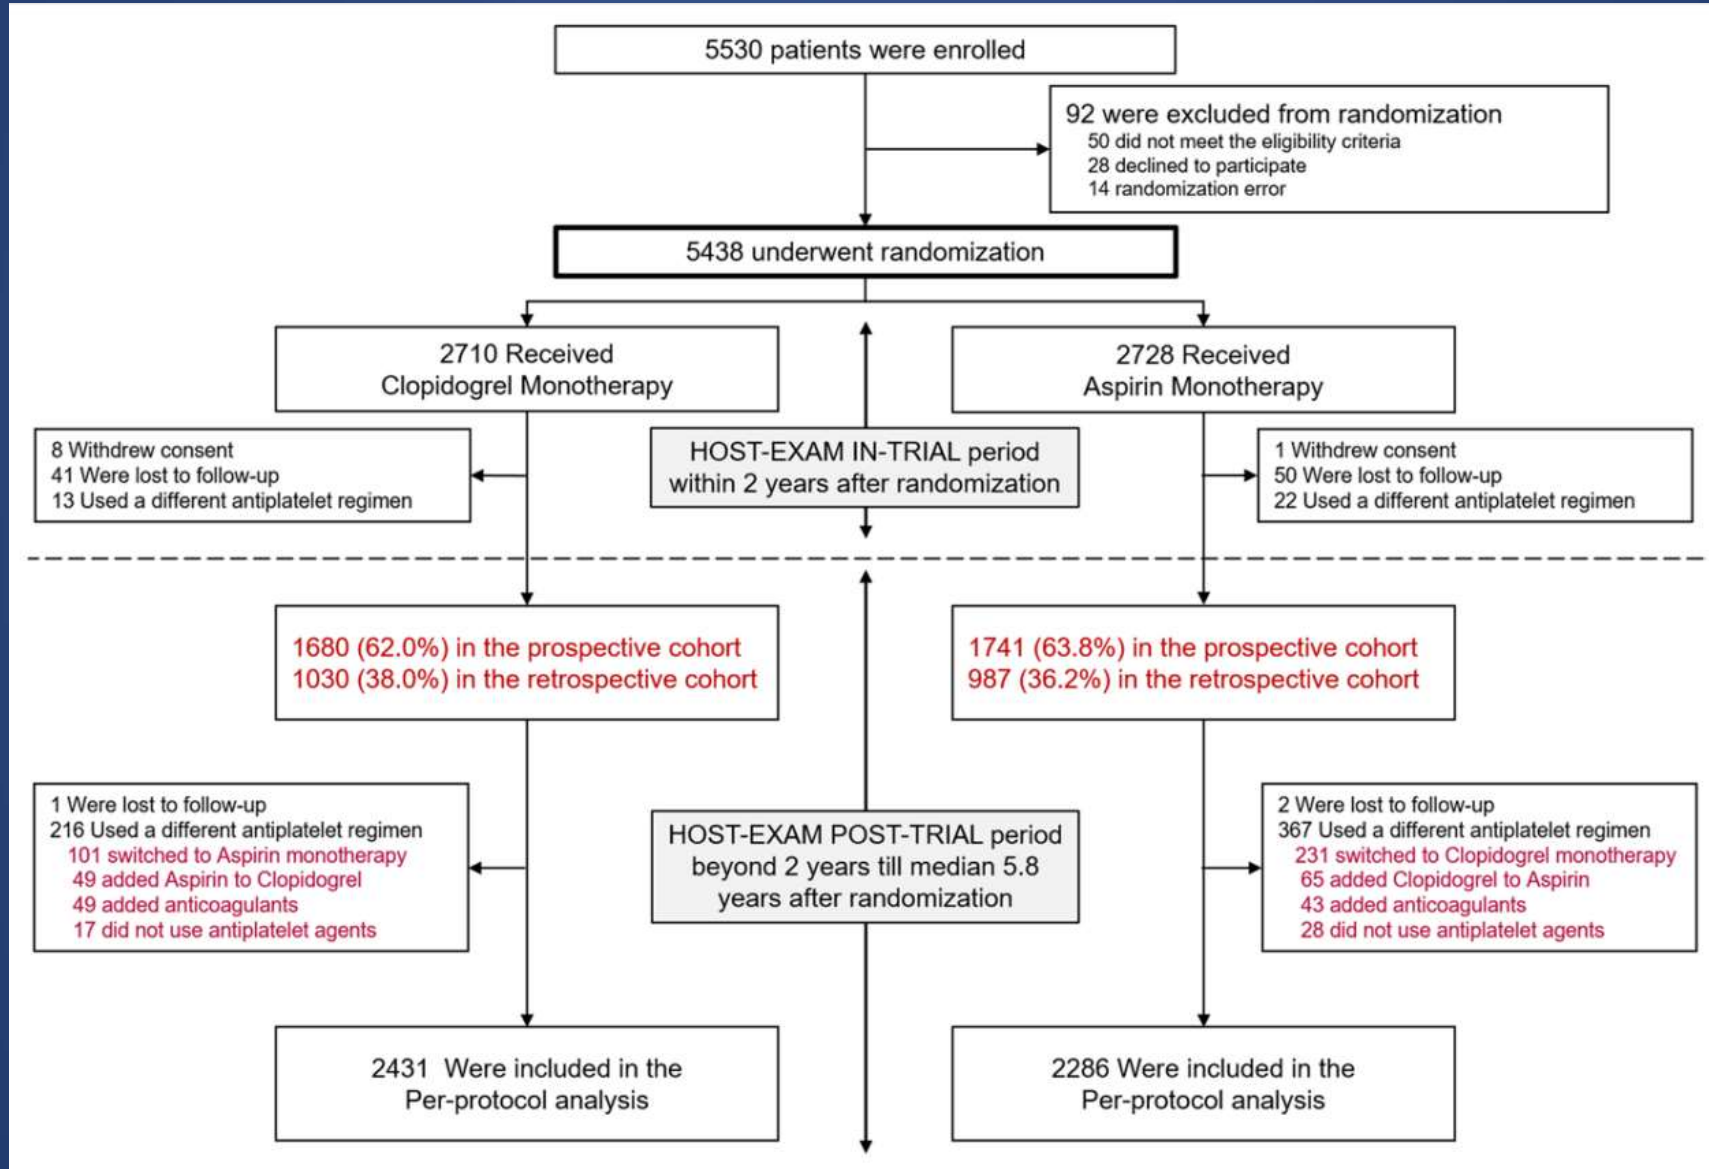 5530 patients were enrolled
92 were excluded from randomization
50 did not meet the eligibility criteria
28 declined to participate
14 randomization error
5438 underwent randomization
2710 Received
Clopidogrel Monotherapy
2728 Received
Aspirin Monotherapy
8 Withdrew consent
41 Were lost to follow-up
13 Used a different antiplatelet regimen
HOST-EXAM IN-TRIAL period
within 2 years after randomization
1 Withdrew consent
50 Were lost to follow-up
22 Used a different antiplatelet regimen
1680 (62.0%) in the prospective cohort
1030 (38.0%) in the retrospective cohort
1741 (63.8%) in the prospective cohort
987 (36.2%) in the retrospective cohort
1 Were lost to follow-up
216 Used a different antiplatelet regimen
101 switched to Aspirin monotherapy
49 added Aspirin to Clopidogrel
49 added anticoagulants
17 did not use antiplatelet agents
HOST-EXAM POST-TRIAL period
beyond 2 years till median 5.8
years after randomization
2 Were lost to follow-up
367 Used a different antiplatelet regimen
231 switched to Clopidogrel monotherapy
65 added Clopidogrel to Aspirin
43 added anticoagulants
28 did not use antiplatelet agents
2431 Were included in the
Per-protocol analysis
2286 Were included in the
Per-protocol analysis